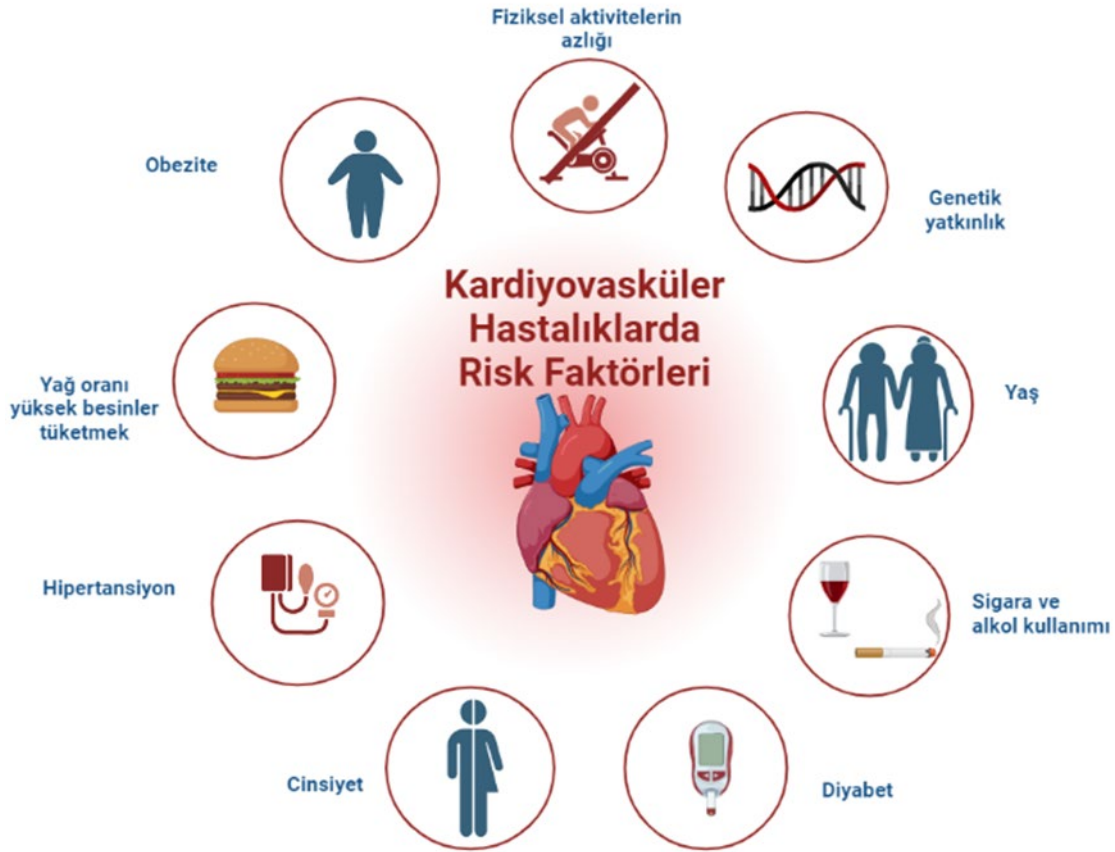 Fiziksel aktivitelerin
azlığı
Obezite
Genetik
yatkınlık
Kardiyovasküler
Hastalıklarda
Risk Faktörleri
Yağ oranı
yüksek besinler
tüketmek
Yaş
Hipertansiyon
Sigara ve
alkol kullanımı
Cinsiyet
Diyabet